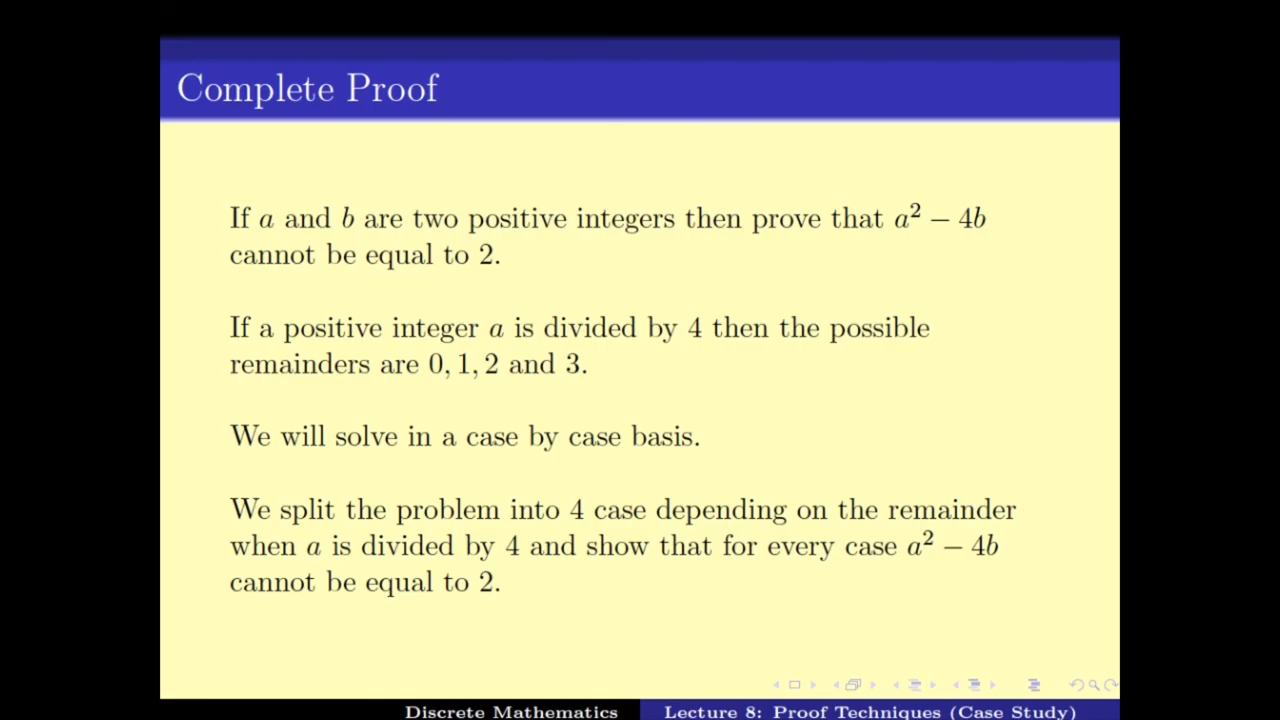 Complete Proof
If a and b are two positive integers then prove that a² − 4b
cannot be equal to 2.
If a positive integer a is divided by 4 then the possible
remainders are 0, 1, 2 and 3.
We will solve in a case by case basis.
We split the problem into 4 case depending on the remainder
when a is divided by 4 and show that for every case a² − 4b
cannot be equal to 2.
Discrete Mathematics
Lecture 8: Proof Techniques (Case Study)